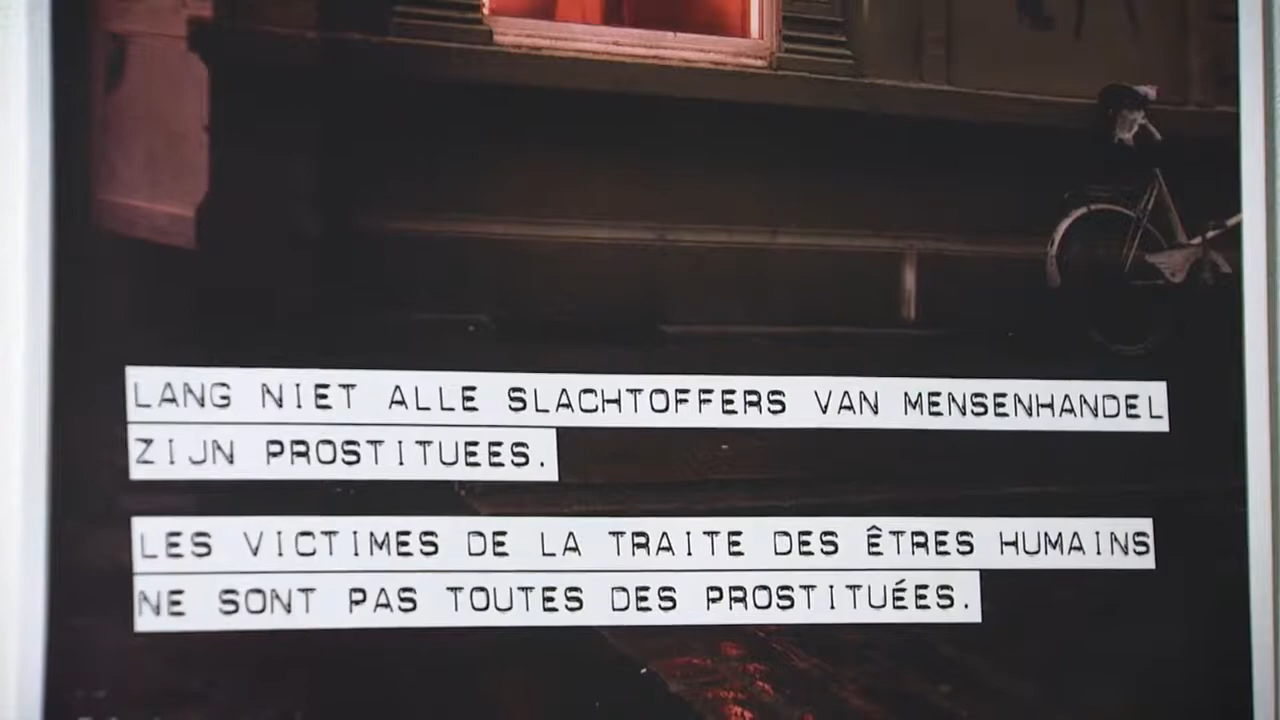 LANG NIET ALLE SLACHTOFFERS VAN MENSENHANDEL
ZIJN PROSTITUEES.
LES VICTIMES DE LA TRAITE DES ÊTRES HUMAINS
NE SONT PAS TOUTES DES PROSTITUÉES.